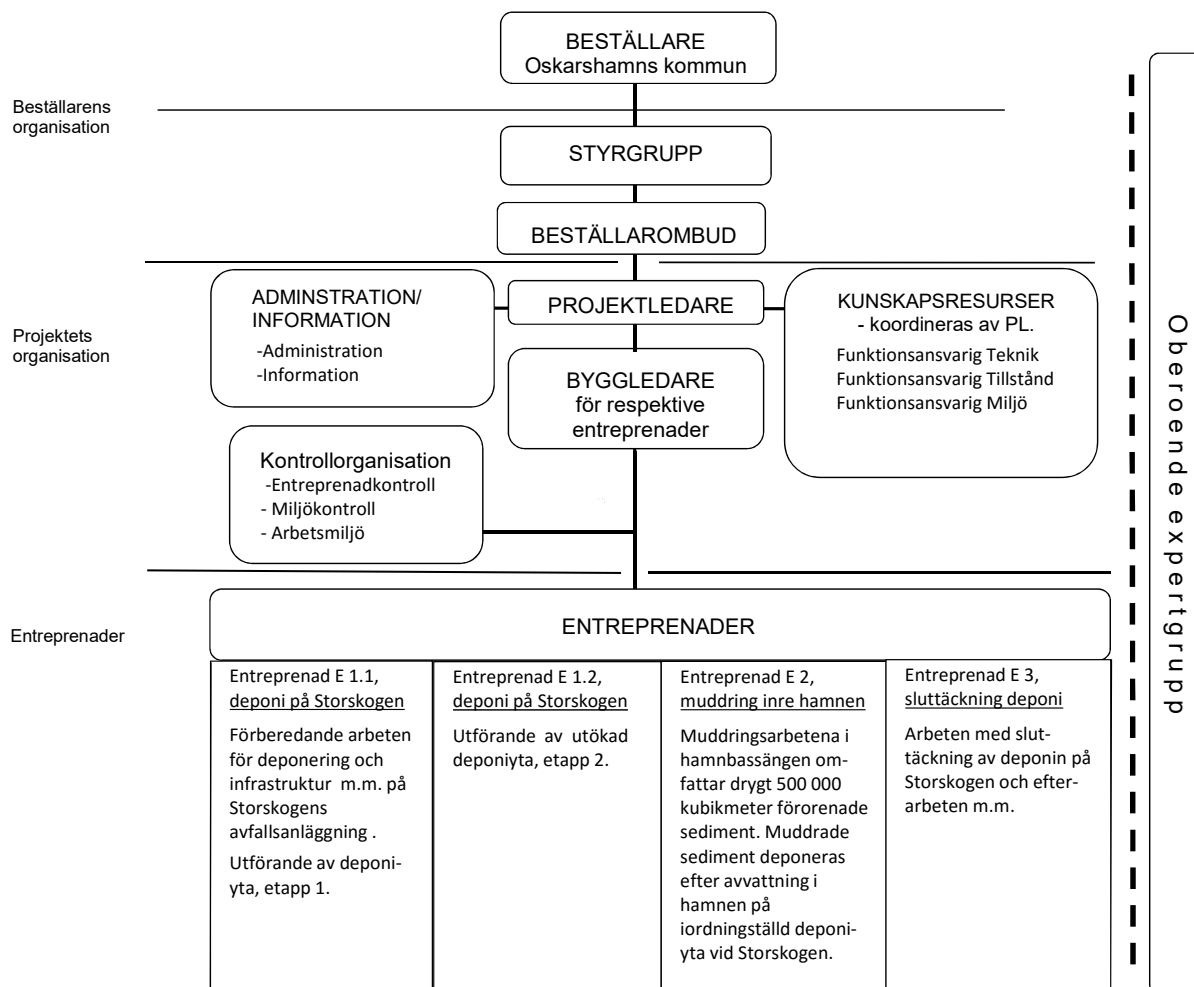 BESTÄLLARE
Oskarshamns kommun
Beställarens
organisation
STYRGRUPP
BESTÄLLAROMBUD
ADMINSTRATION/
INFORMATION
-Administration
-Information
PROJEKTLEDARE
KUNSKAPSRESURSER
- koordineras av PL.
Funktionsansvarig Teknik
Funktionsansvarig Tillstånd
Funktionsansvarig Miljö
Projektets
organisation
BYGGLEDARE
för respektive
entreprenader
Kontrollorganisation
-Entreprenadkontroll
- Miljökontroll
- Arbetsmiljö
Entreprenader
ENTREPRENADER
Entreprenad E 1.1,
deponi på Storskogen
Förberedande arbeten
för deponering och
infrastruktur m.m. på
Storskogens
avfallsanläggning .
Utförande av deponi-
yta, etapp 1.
Entreprenad E 1.2,
deponi på Storskogen
Utförande av utökad
deponiyta, etapp 2.
Entreprenad E 2,
muddring inre hamnen
Muddringsarbetena i
hamnbassängen om-
fattar drygt 500 000
kubikmeter förorenade
sediment. Muddrade
sediment deponeras
efter avvattning i
hamnen på
iordningställd deponi-
yta vid Storskogen.
Entreprenad E 3,
sluttäckning deponi
Arbeten med slut-
täckning av deponin på
Storskogen och efter-
arbeten m.m.
Oberoende expertgrupp